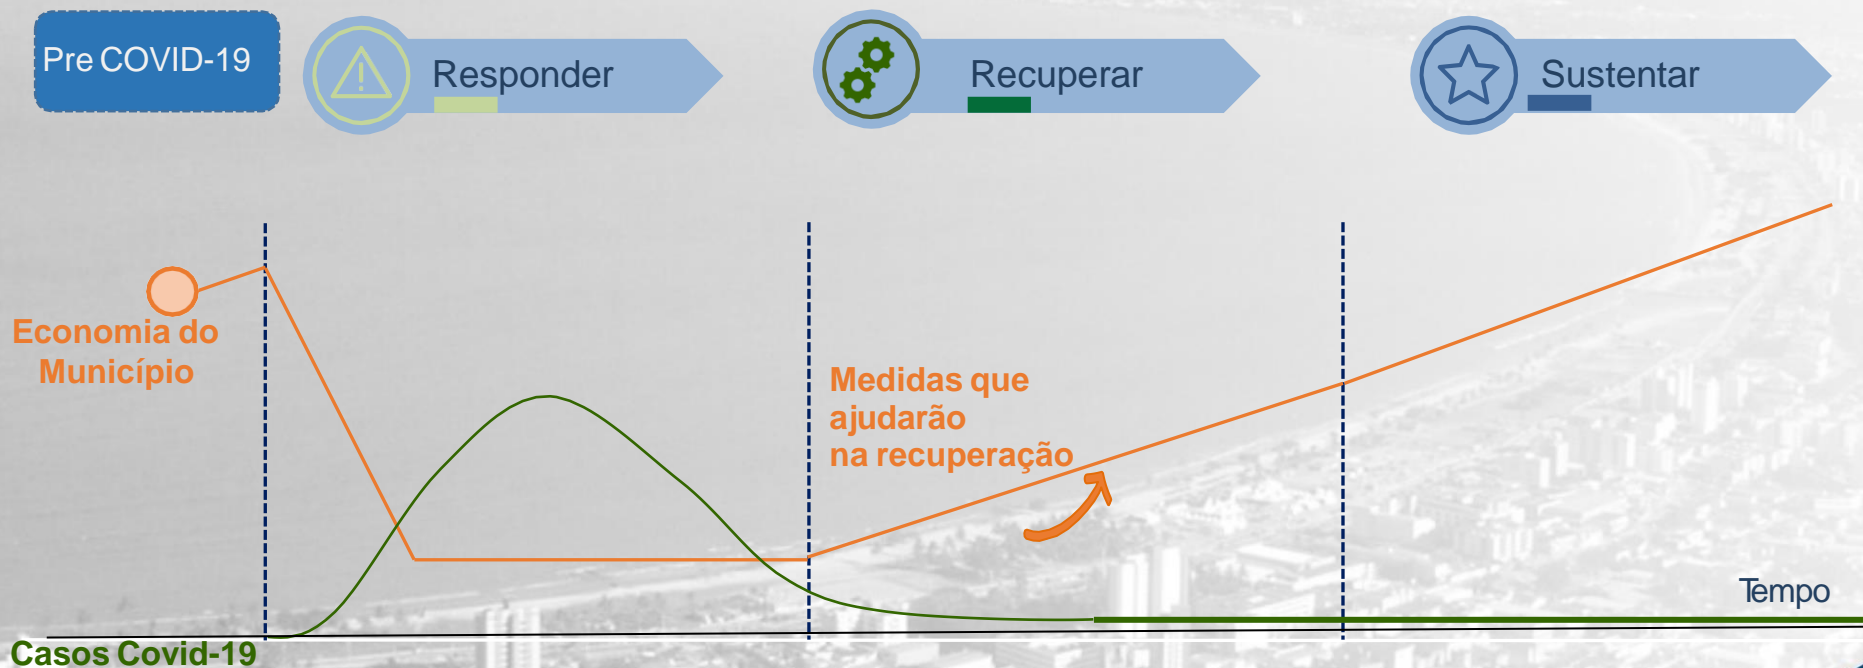 Pre COVID-19
Responder
Recuperar
Sustentar
Economia do
Município
Medidas que
ajudarão
na recuperação
Tempo
Casos Covid-19